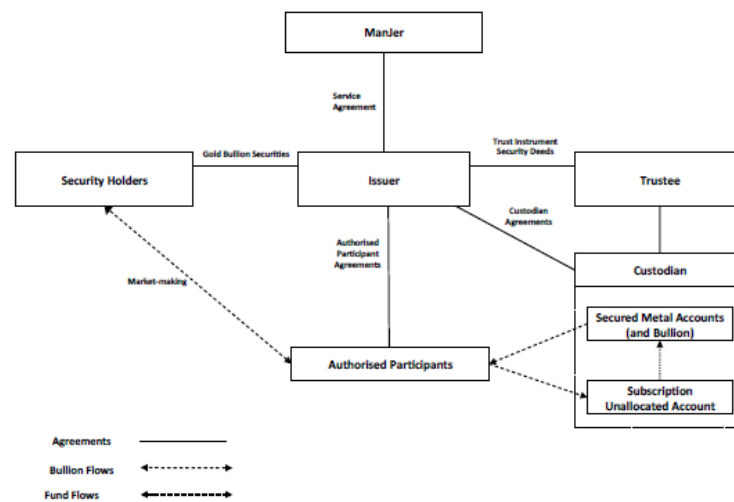 ManJer
Service
Agreement
Gold Bullion Securities
Trust Instrument
Security Deeds
Security Holders
Issuer
Trustee
Custodian
Agreements
Authorised
Participant
Agreements
Custodian
Market-making
Secured Metal Accounts
(and Bullion)
Authorised Participants
Subscription
Unallocated Account
Agreements
Bullion Flows
Fund Flows